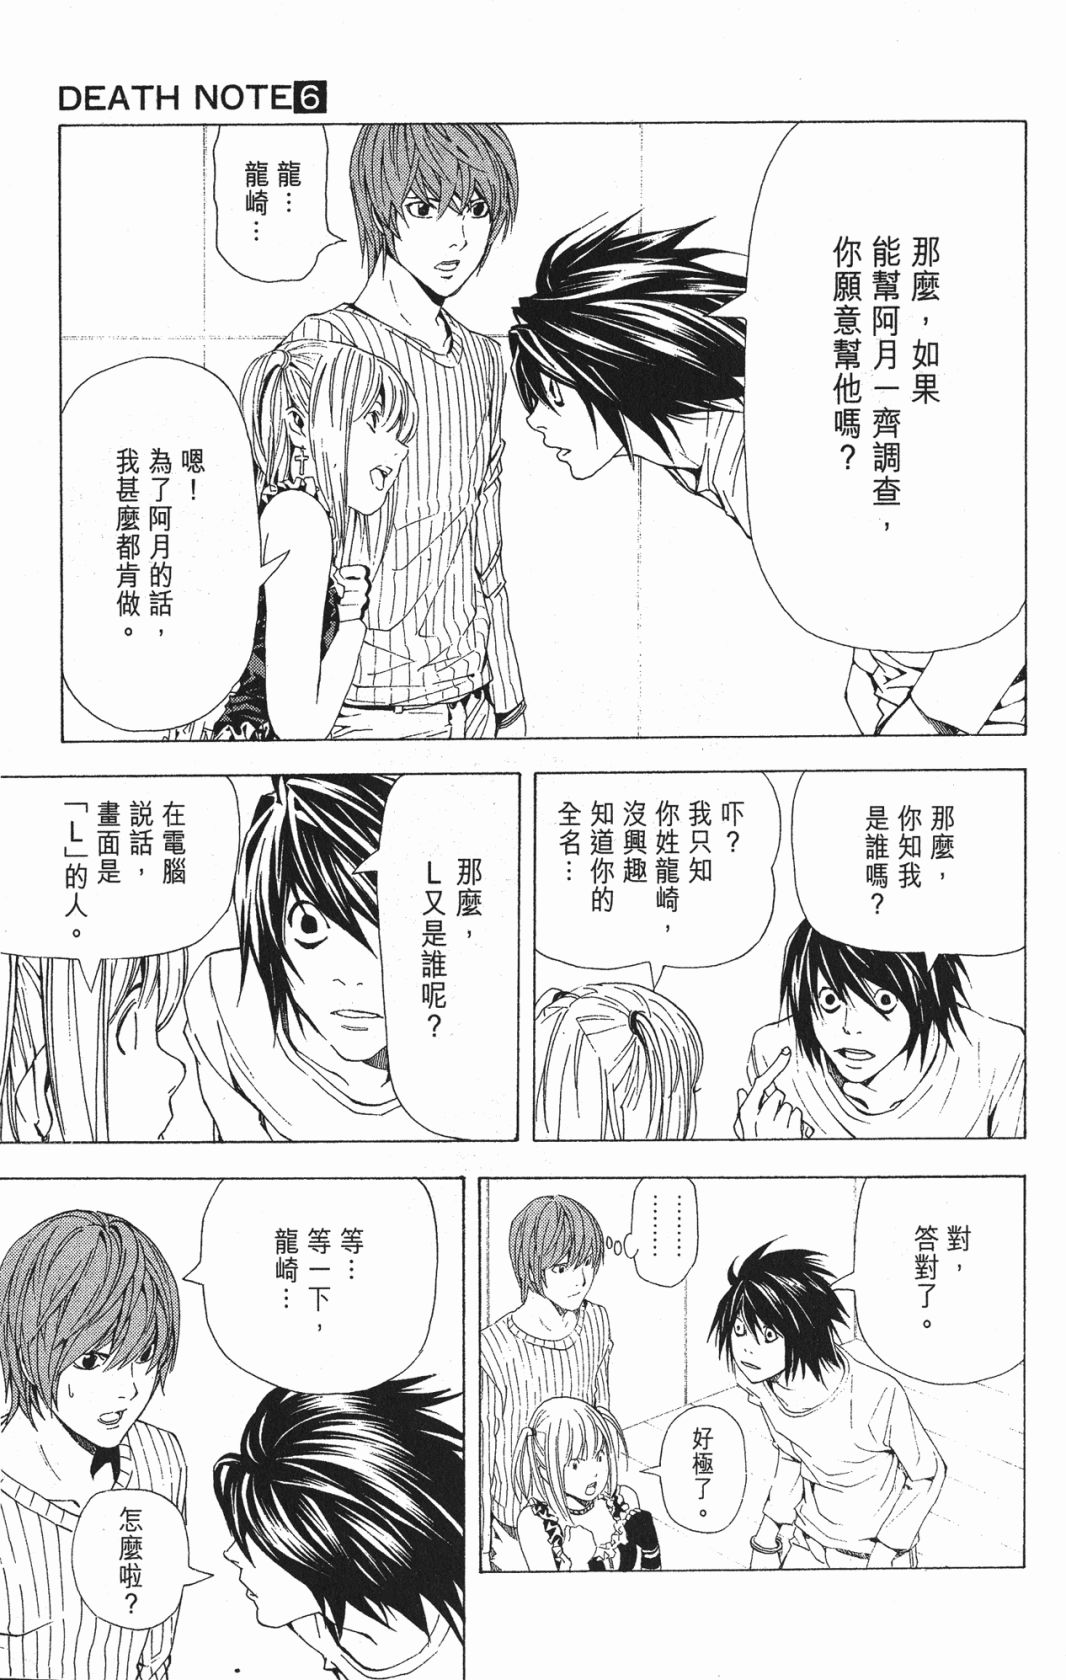 DEATH NOTE 6
那麼，如果
能幫阿月一齊調查，
你願意幫他嗎？
龍…
龍崎…
嗯！
為了阿月的話，
我甚麼都肯做。
那麼，
你知我
是誰嗎？
吓？
我只知
你姓龍崎，
沒興趣
知道你的
全名…
那麼，
L又是誰呢？
在電腦
説話，
畫面是
「L」的人。
對，
答對了。
…………
好極了。
等…
等一下，
龍崎…
怎麼啦？